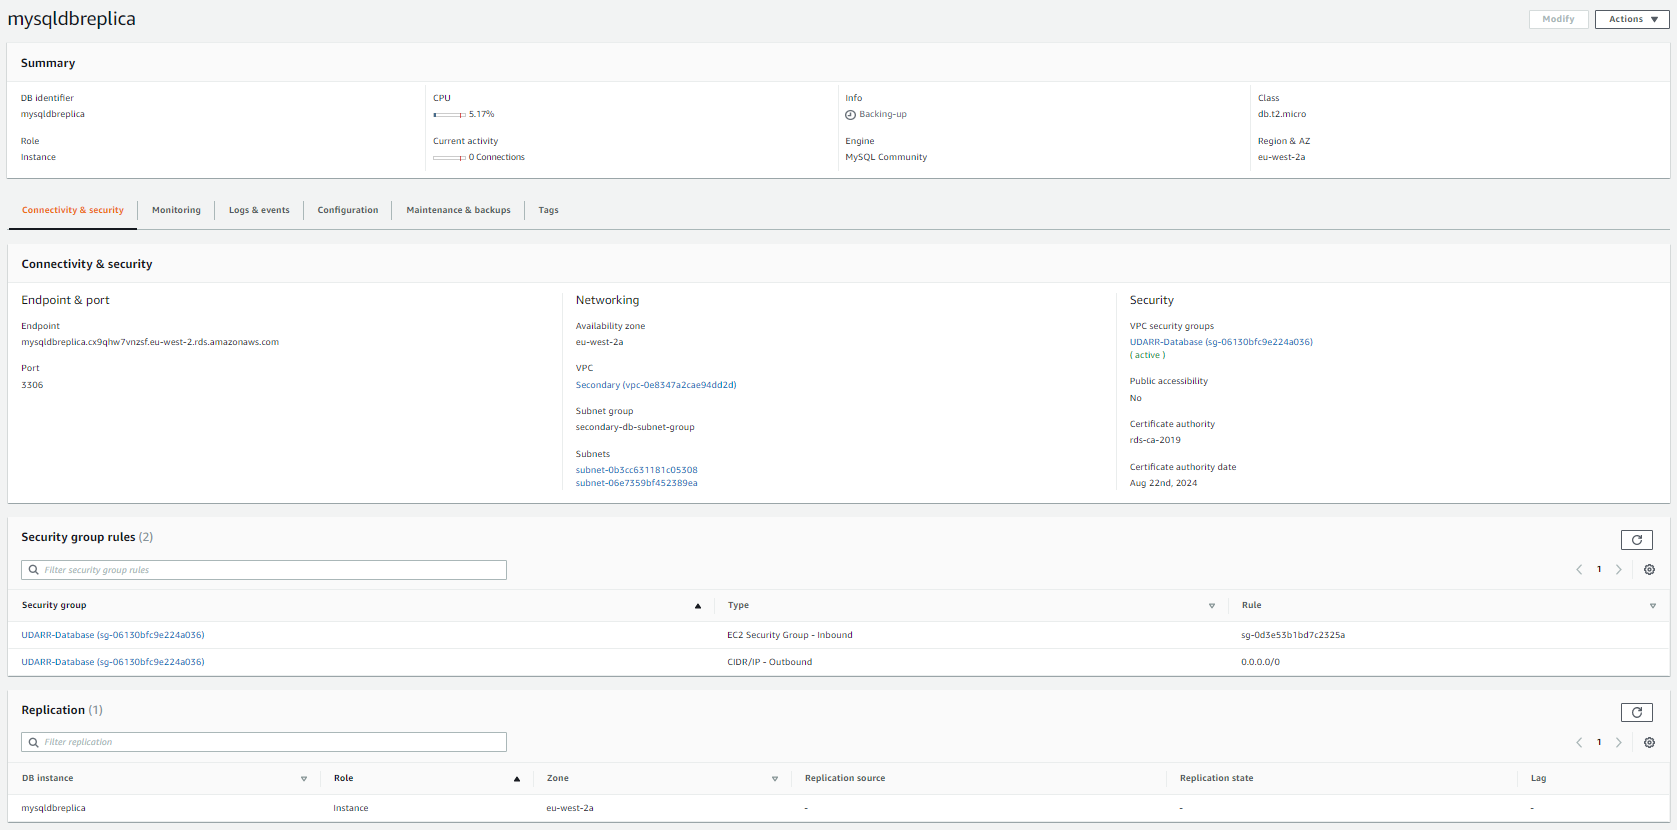 mysqldbreplica
Modify
Actions
Summary
DB identifier
mysqldbreplica
CPU
5.17%
Info
Backing-up
Class
db.t2.micro
Role
Instance
Current activity
0 Connections
Engine
MySQL Community
Region & AZ
eu-west-2a
Connectivity & security
Monitoring
Logs & events
Configuration
Maintenance & backups
Tags
Connectivity & security
Endpoint & port
Endpoint
mysqldbreplica.cx9qhw7vnzsf.eu-west-2.rds.amazonaws.com
Port
3306
Networking
Availability zone
eu-west-2a
VPC
Secondary (vpc-0e8347a2cae94dd2d)
Subnet group
secondary-db-subnet-group
Subnets
subnet-0b3cc631181c05308
subnet-06e7359bf452389ea
Security
VPC security groups
UDARR-Database (sg-06130bfc9e224a036)
( active )
Public accessibility
No
Certificate authority
rds-ca-2019
Certificate authority date
Aug 22nd, 2024
Security group rules (2)
Filter security group rules
1
Security group
Type
Rule
UDARR-Database (sg-06130bfc9e224a036)
EC2 Security Group - Inbound
sg-0d3e53b1bd7c2325a
UDARR-Database (sg-06130bfc9e224a036)
CIDR/IP - Outbound
0.0.0.0/0
Replication (1)
Filter replication
1
DB instance
Role
Zone
Replication source
Replication state
Lag
mysqldbreplica
Instance
eu-west-2a
-
-
-